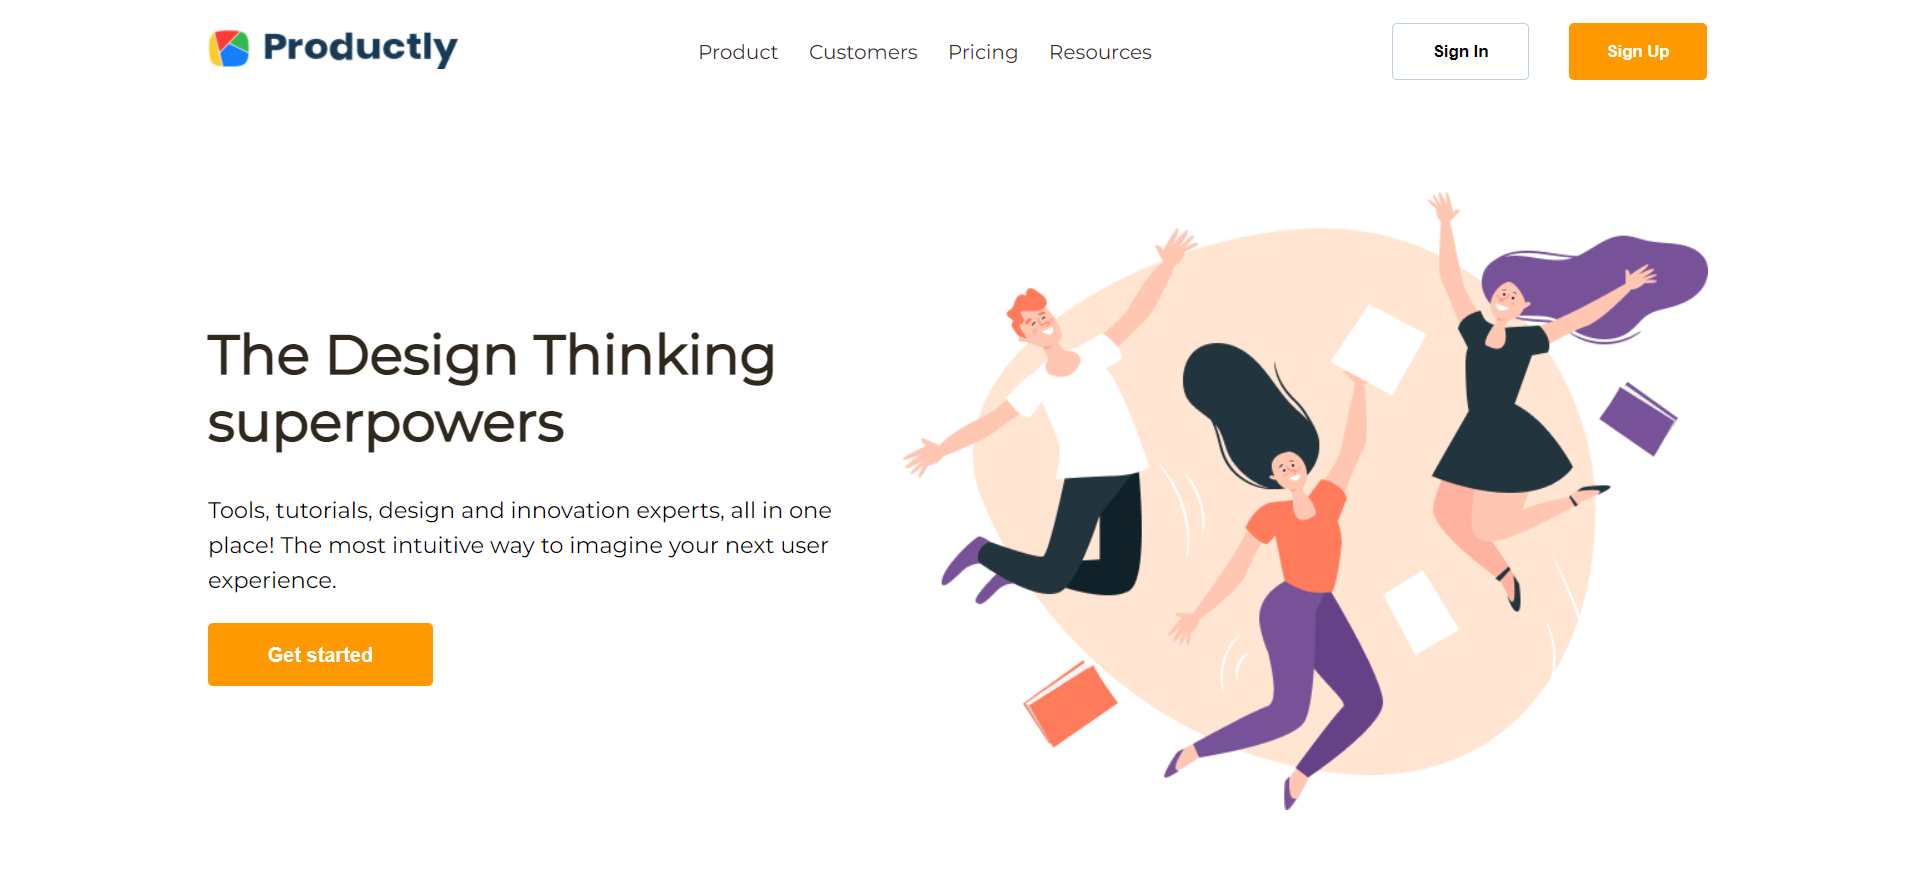 Productly
Product Customers Pricing Resources
Sign In
Sign Up
The Design Thinking
superpowers
Tools, tutorials, design and innovation experts, all in one
place! The most intuitive way to imagine your next user
experience.
Get started